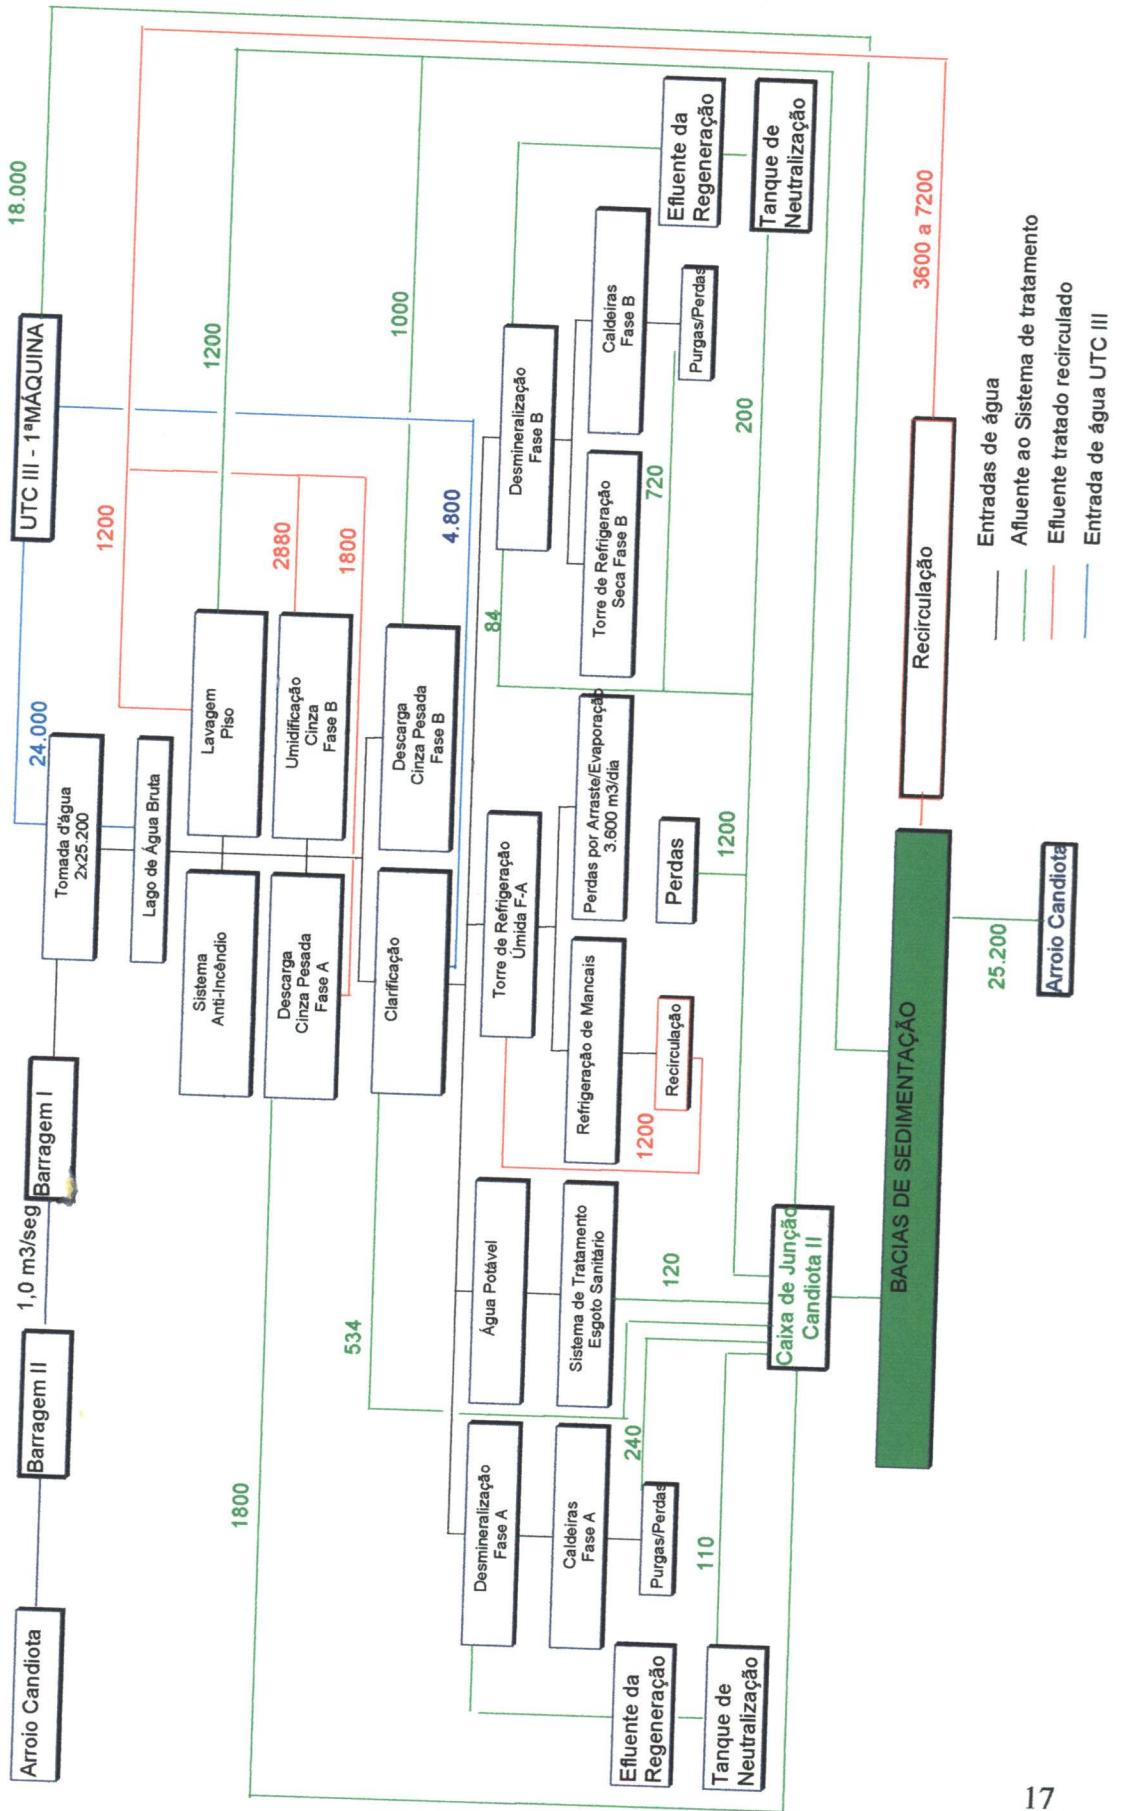 Arroio Candiota
Barragem II
1,0 m3/seg
Barragem I
Tomada d'água
2x25.200
24.000
UTC III - 1ªMÁQUINA
18.000
Lago de Água Bruta
1200
Sistema
Anti-Incêndio
Lavagem
Piso
1200
Descarga
Cinza Pesada
Fase A
Umidificação
Cinza
Fase B
2880
1800
1800
Clarificação
Descarga
Cinza Pesada
Fase B
1000
534
4.800
Desmineralização
Fase A
Água Potável
Torre de Refrigeração
Úmida F-A
84
Desmineralização
Fase B
Caldeiras
Fase A
Sistema de Tratamento
Esgoto Sanitário
Refrigeração de Mancais
Perdas por Arraste/Evaporação
3.600 m3/dia
Torre de Refrigeração
Seca Fase B
Caldeiras
Fase B
Efluente da
Regeneração
Purgas/Perdas
240
120
1200
Recirculação
Perdas
720
Purgas/Perdas
Efluente da
Regeneração
Tanque de
Neutralização
110
1200
200
Tanque de
Neutralização
Caixa de Junção
Candiota II
BACIAS DE SEDIMENTAÇÃO
Recirculação
3600 a 7200
25.200
Arroio Candiota
Entradas de água
Afluente ao Sistema de tratamento
Efluente tratado recirculado
Entrada de água UTC III
17